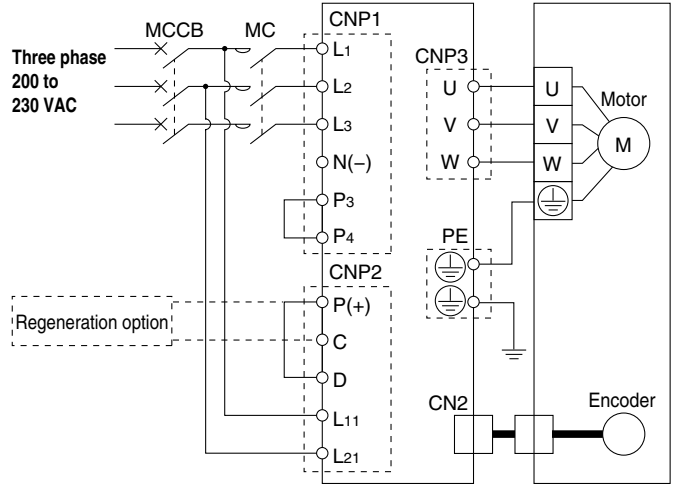 MCCB
MC
CNP1
Three phase
200 to
230 VAC
L1
L2
L3
N(−)
P3
P4
CNP2
P(+)
C
D
L11
L21
Regeneration option
CNP3
U
V
W
PE
CN2
U
V
W
Motor
M
Encoder